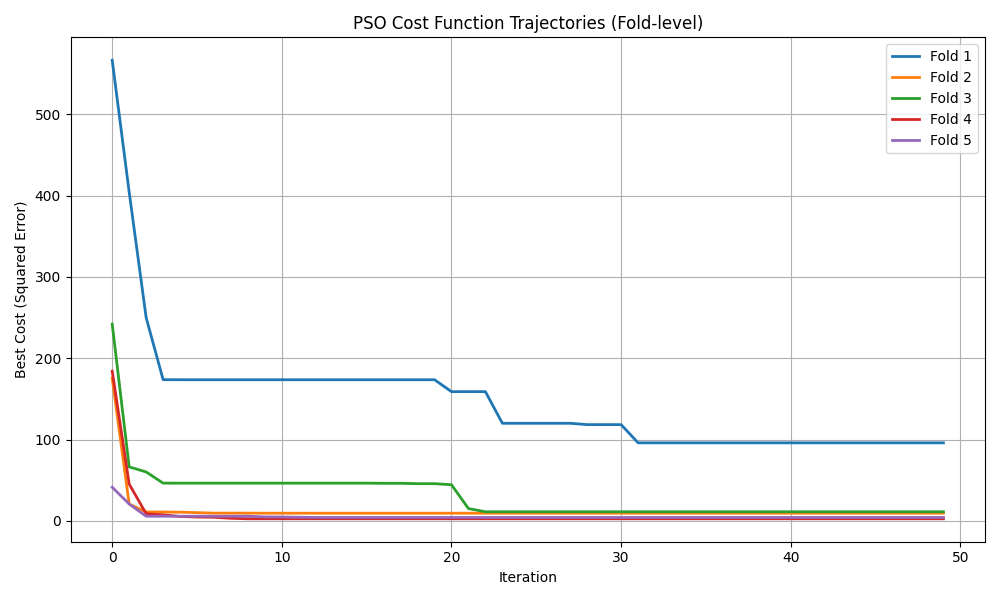 PSO Cost Function Trajectories (Fold-level)
Fold 1
Fold 2
Fold 3
Fold 4
Fold 5
Best Cost (Squared Error)
500
400
300
200
100
0
0 10 20 30 40 50
Iteration